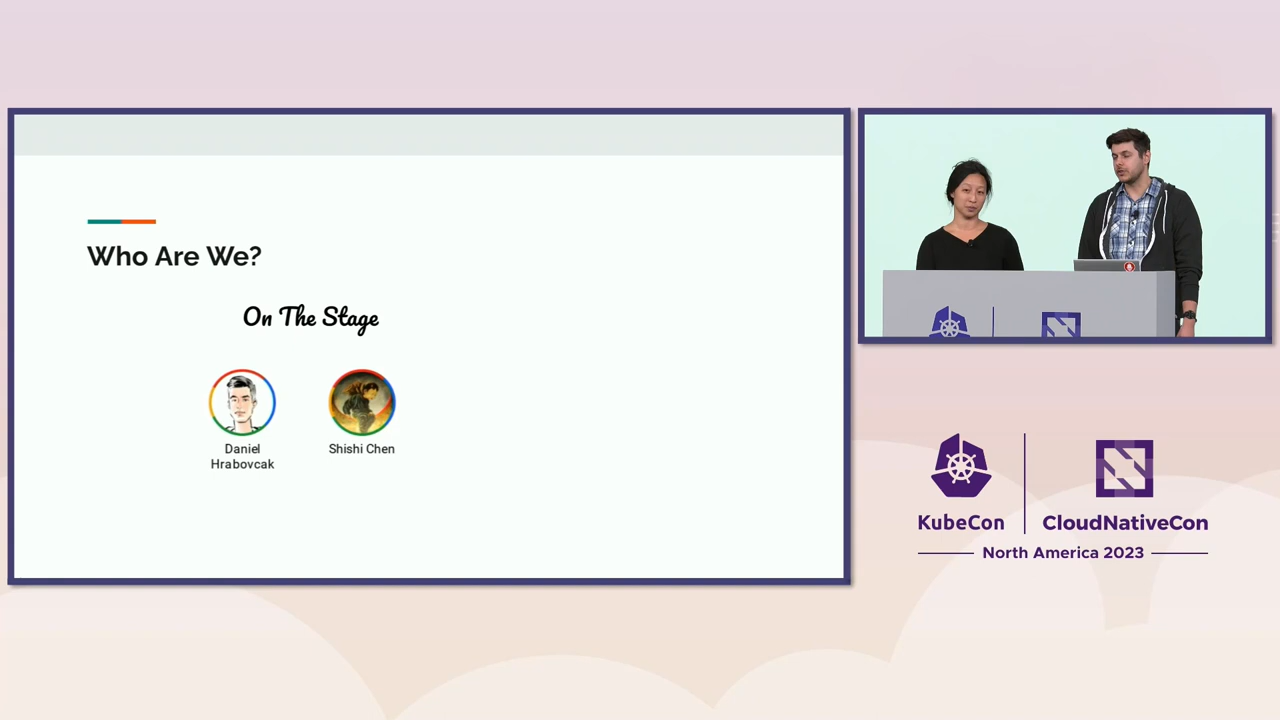 Who Are We?
On The Stage
Daniel
Hrabovcak
Shishi Chen
KubeCon
CloudNativeCon
North America 2023